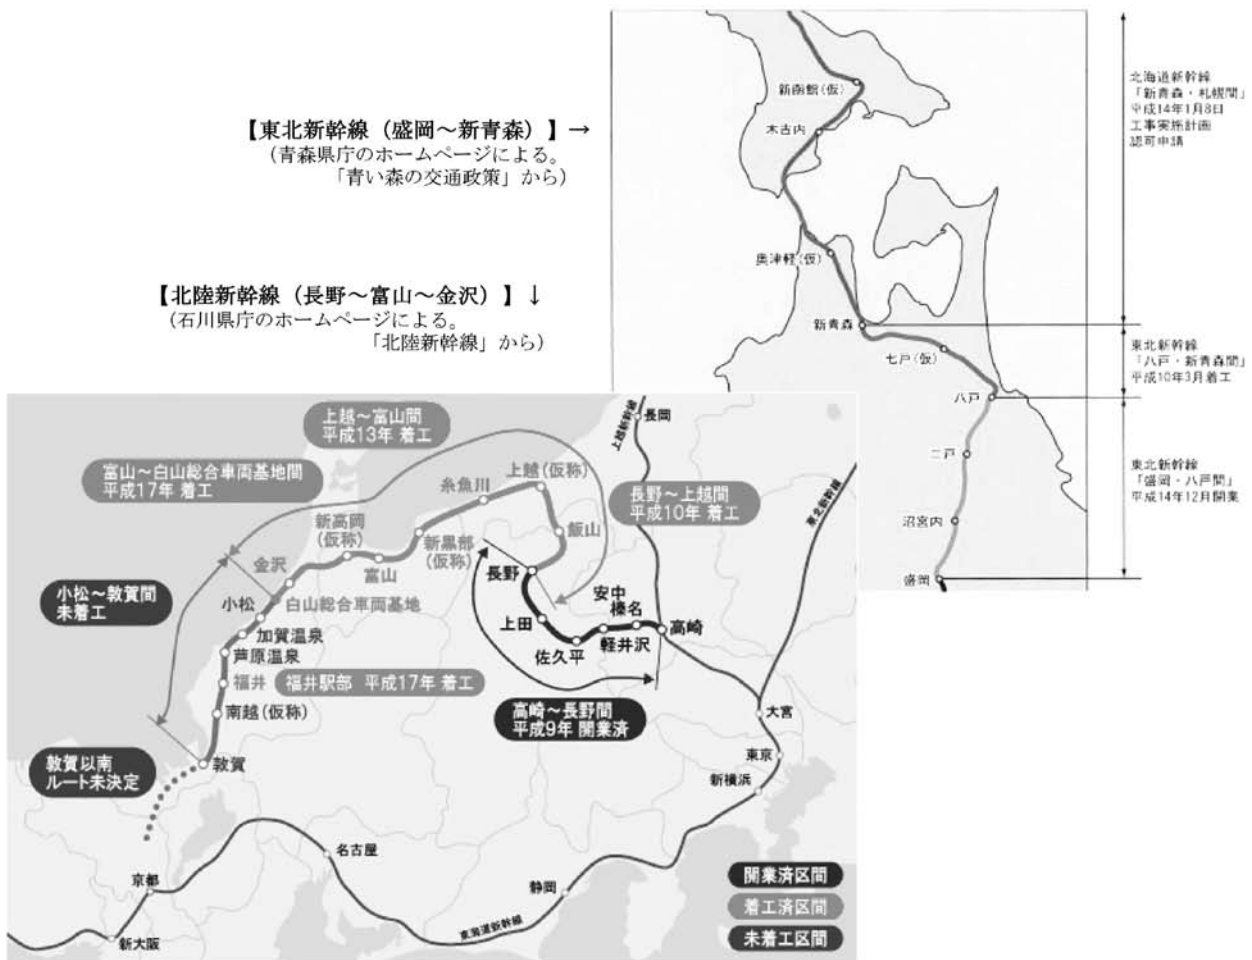 【東北新幹線(盛岡～新青森)】→
(青森県庁のホームページによる。
「青い森の交通政策」から)
【北陸新幹線(長野～富山～金沢)】↓
(石川県庁のホームページによる。
「北陸新幹線」から)
新函館(仮)
木古内
奥津軽(仮)
新青森
七戸(仮)
八戸
二戸
沼宮内
盛岡
北海道新幹線
「新青森・札幌間」
平成14年1月8日
工事実施計画
認可申請
東北新幹線
「八戸・新青森間」
平成10年3月着工
東北新幹線
「盛岡・八戸間」
平成14年12月開業
上越～富山間
平成13年 着工
富山～白山総合車両基地間
平成17年 着工
長野～上越間
平成10年 着工
小松～敦賀間
未着工
高崎～長野間
平成9年 開業済
敦賀以南
ルート未決定
福井駅部 平成17年 着工
長岡
上越新幹線
東北新幹線
上越(仮称)
糸魚川
飯山
新高岡
(仮称)
新黒部
(仮称)
富山
金沢
白山総合車両基地
小松
加賀温泉
芦原温泉
福井
南越(仮称)
敦賀
長野
上田
佐久平
軽井沢
安中
榛名
高崎
大宮
東京
新横浜
静岡
東海道新幹線
名古屋
京都
新大阪
開業済区間
着工済区間
未着工区間